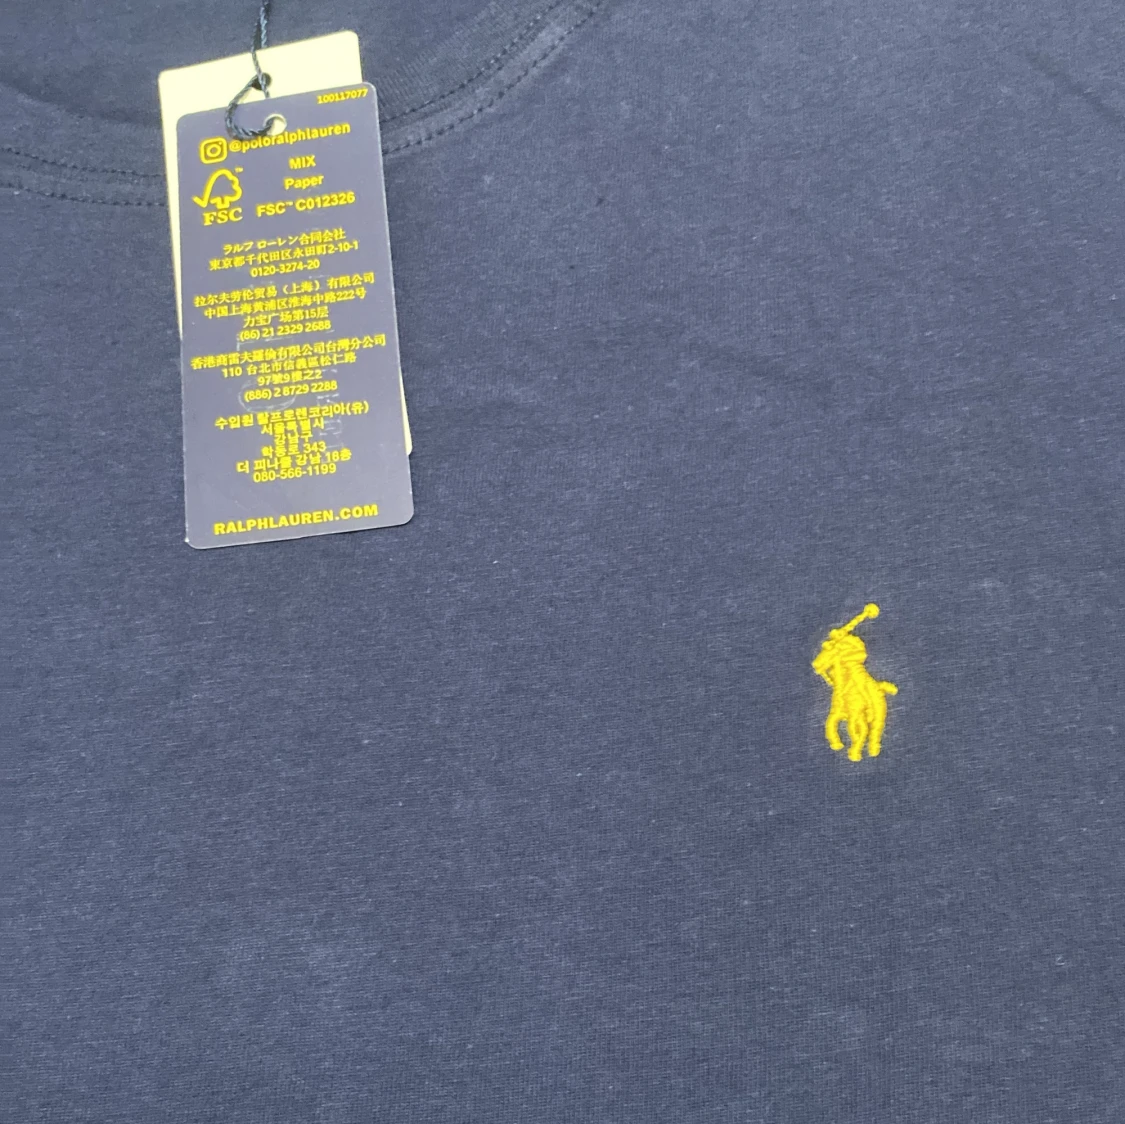 100117077
@poloralphlauren
MIX
Paper
FSC™ C012326
FSC
ラルフ ローレン合同会社
東京都千代田区永田町2-10-1
0120-3274-20
拉尔夫劳伦贸易（上海）有限公司
中国上海黄浦区淮海中路222号
力宝广场第15层
(86) 21 2329 2688
香港商雷夫羅倫有限公司台灣分公司
110 台北市信義區松仁路
97號9樓之2
(886) 2 8729 2288
수입원 랄프로렌코리아(유)
서울특별시
강남구
학동로 343
더 피나클 강남 18층
080-566-1199
RALPHLAUREN.COM